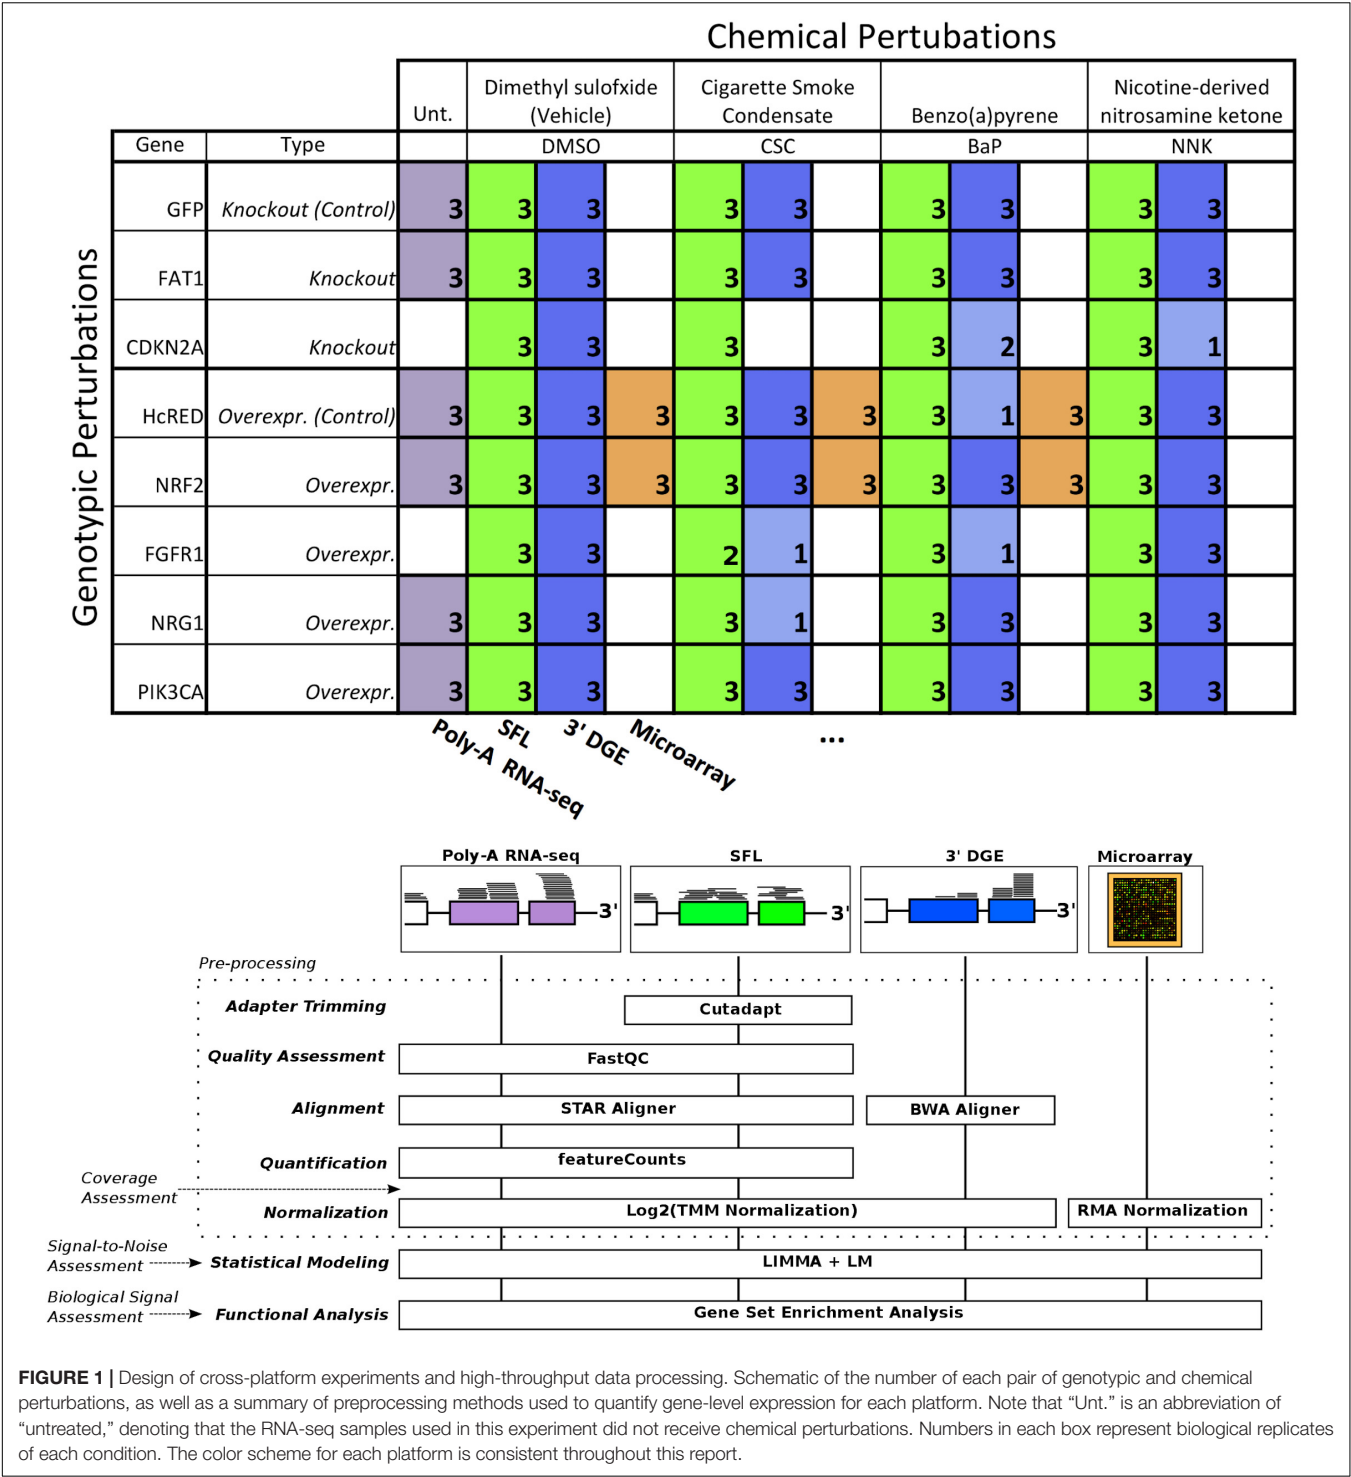 Chemical Pertubations
Unt.
Dimethyl sulofxide
(Vehicle)
Cigarette Smoke
Condensate
Benzo(a)pyrene
Nicotine-derived
nitrosamine ketone
Gene Type DMSO CSC BaP NNK
Genotypic Perturbations
GFP Knockout (Control) 3 3 3 3 3 3 3 3 3
FAT1 Knockout 3 3 3 3 3 3 3 3 3
CDKN2A Knockout 3 3 3 3 2 3 1
HcRED Overexpr. (Control) 3 3 3 3 3 3 3 3 1 3 3 3
NRF2 Overexpr. 3 3 3 3 3 3 3 3 3 3 3 3
FGFR1 Overexpr. 3 3 2 1 3 1 3 3
NRG1 Overexpr. 3 3 3 3 1 3 3 3 3
PIK3CA Overexpr. 3 3 3 3 3 3 3 3 3
Poly-A RNA-seq
SFL
3' DGE
Microarray
...
Poly-A RNA-seq SFL 3' DGE Microarray
3' 3' 3'
Pre-processing
Adapter Trimming Cutadapt
Quality Assessment FastQC
Alignment STAR Aligner BWA Aligner
Quantification featureCounts
Coverage
Assessment
Normalization Log2(TMM Normalization) RMA Normalization
Signal-to-Noise
Assessment
Statistical Modeling LIMMA + LM
Biological Signal
Assessment
Functional Analysis Gene Set Enrichment Analysis
FIGURE 1 | Design of cross-platform experiments and high-throughput data processing. Schematic of the number of each pair of genotypic and chemical
perturbations, as well as a summary of preprocessing methods used to quantify gene-level expression for each platform. Note that “Unt.” is an abbreviation of
“untreated,” denoting that the RNA-seq samples used in this experiment did not receive chemical perturbations. Numbers in each box represent biological replicates
of each condition. The color scheme for each platform is consistent throughout this report.